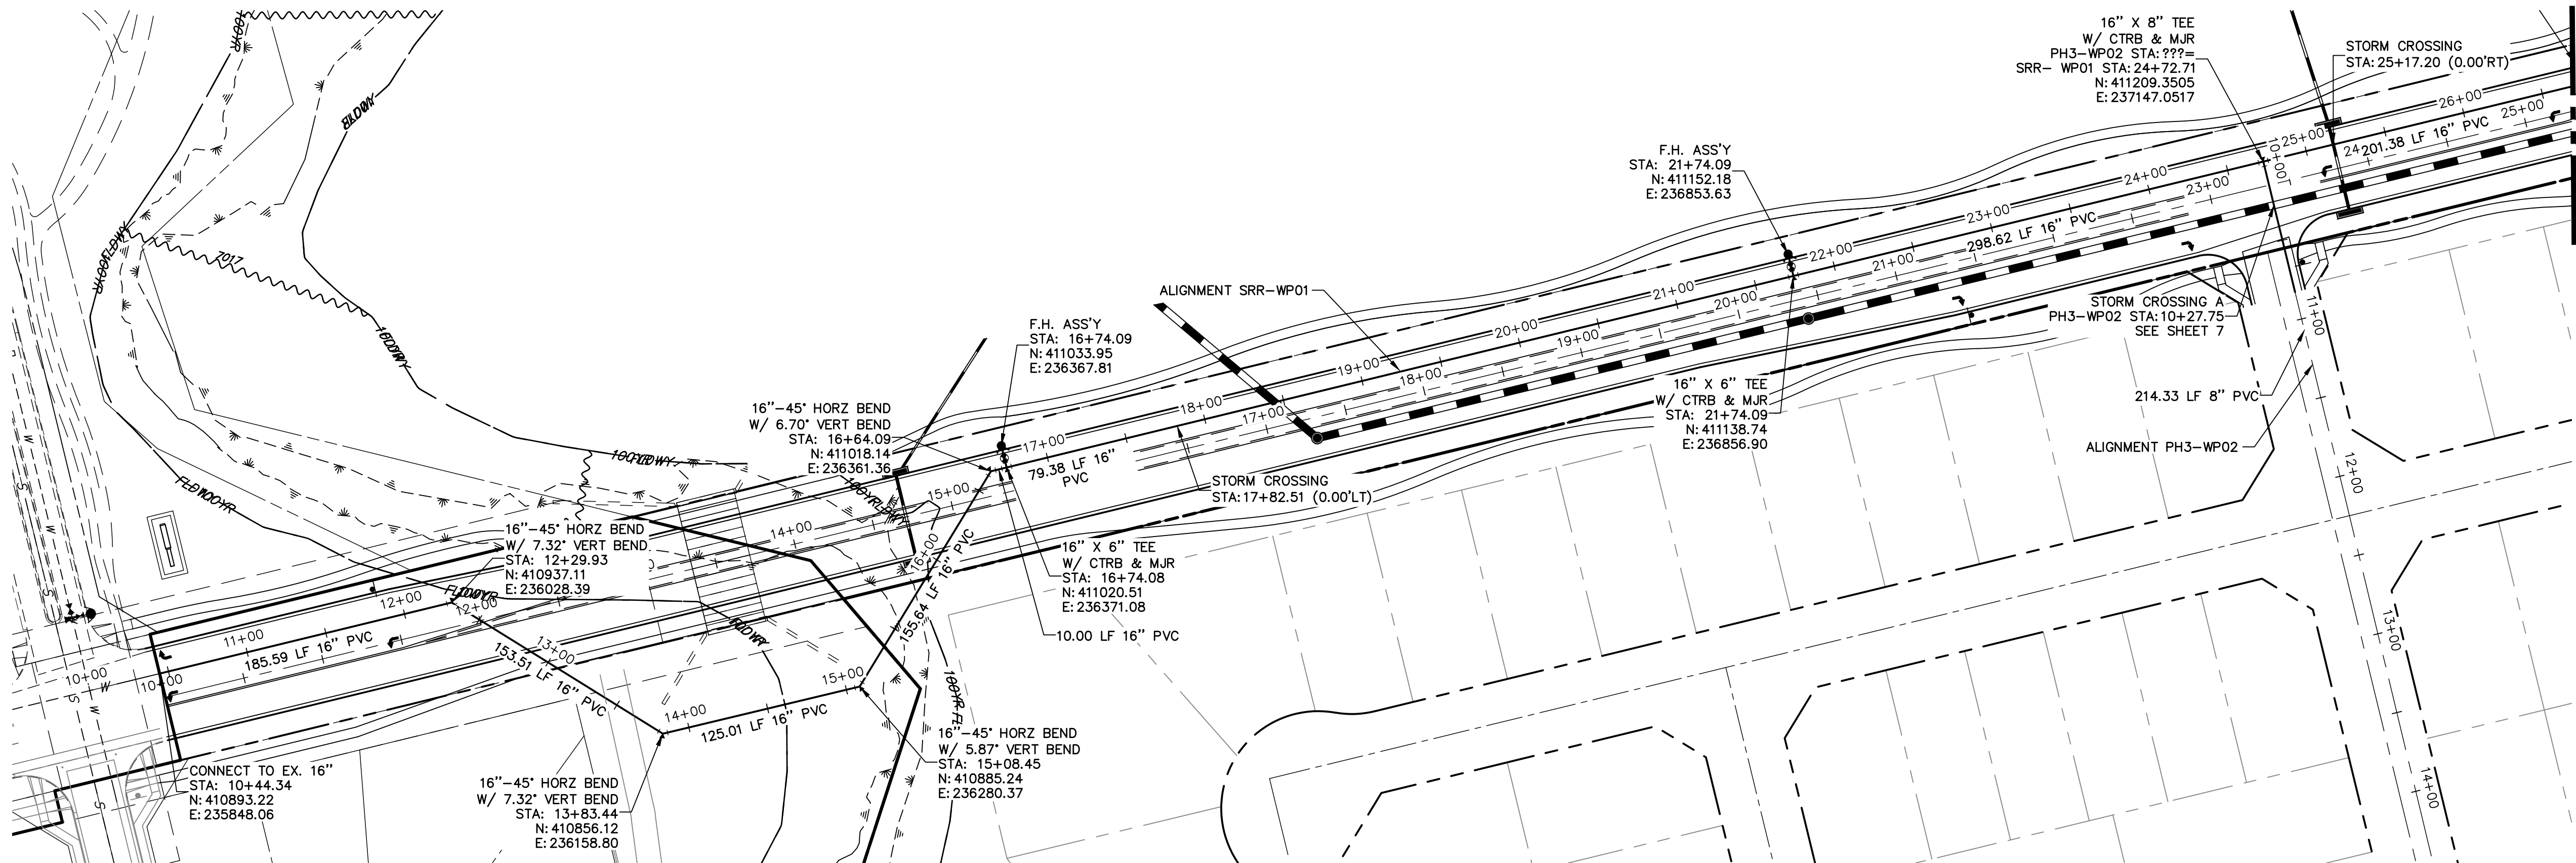 16" X 8" TEE
W/ CTRB & MJR
PH3-WP02 STA:???=
SRR- WP01 STA:24+72.71
N:411209.3505
E:237147.0517
STORM CROSSING
STA:25+17.20 (0.00'RT)
26+00
25+00
201.38 LF 16" PVC
25+00
24
10+00
24+00
23+00
F.H. ASS'Y
STA: 21+74.09
N:411152.18
E:236853.63
23+00
298.62 LF 16" PVC
22+00
21+00
21+00
20+00
20+00
19+00
19+00
18+00
18+00
17+00
17+00
ALIGNMENT SRR-WP01
STORM CROSSING A
PH3-WP02 STA:10+27.75
SEE SHEET 7
11+00
214.33 LF 8" PVC
ALIGNMENT PH3-WP02
12+00
13+00
14+00
16" X 6" TEE
W/ CTRB & MJR
STA: 21+74.09
N:411138.74
E:236856.90
F.H. ASS'Y
STA: 16+74.09
N:411033.95
E:236367.81
16"-45° HORZ BEND
W/ 6.70° VERT BEND
STA: 16+64.09
N:411018.14
E:236361.36
79.38 LF 16"
PVC
STORM CROSSING
STA:17+82.51 (0.00'LT)
15+00
14+00
16+00
155.64 LF 16" PVC
16" X 6" TEE
W/ CTRB & MJR
STA: 16+74.08
N:411020.51
E:236371.08
10.00 LF 16" PVC
16"-45° HORZ BEND
W/ 7.32° VERT BEND
STA: 12+29.93
N:410937.11
E:236028.39
100YR
7017
12+00
12+00
11+00
185.59 LF 16" PVC
10+00
10+00
S
W
S
W
S
W
S
W
S
13+00
153.51 LF 16" PVC
14+00
125.01 LF 16" PVC
15+00
16"-45° HORZ BEND
W/ 5.87° VERT BEND
STA: 15+08.45
N:410885.24
E:236280.37
CONNECT TO EX. 16"
STA: 10+44.34
N:410893.22
E:235848.06
16"-45° HORZ BEND
W/ 7.32° VERT BEND
STA: 13+83.44
N:410856.12
E:236158.80